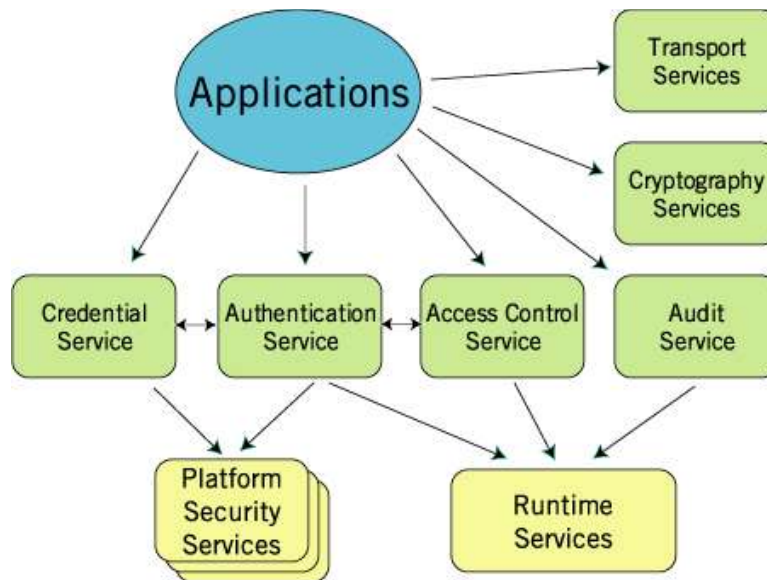 Applications
Transport
Services
Cryptography
Services
Credential
Service
Authentication
Service
Access Control
Service
Audit
Service
Platform
Security
Services
Runtime
Services